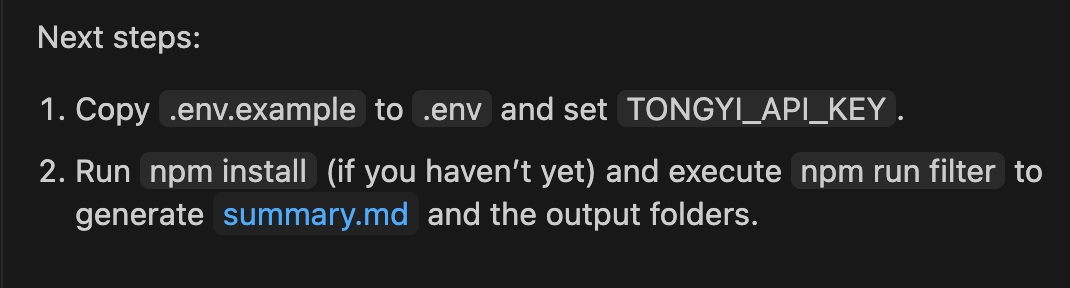 Next steps:
1. Copy .env.example to .env and set TONGYI_API_KEY.
2. Run npm install (if you haven’t yet) and execute npm run filter to
generate summary.md and the output folders.